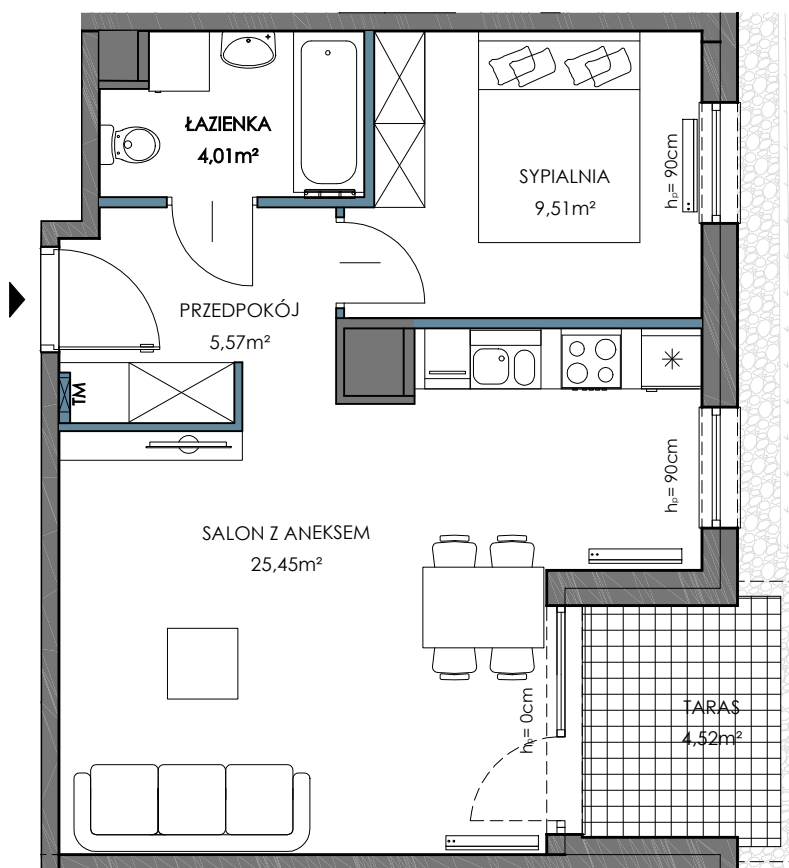 ŁAZIENKA
4,01m²
SYPIALNIA
9,51m²
hₚ= 90cm
PRZEDPOKÓJ
5,57m²
TM
hₚ= 90cm
SALON Z ANEKSEM
25,45m²
hₚ= 0cm
TARAS
4,52m²